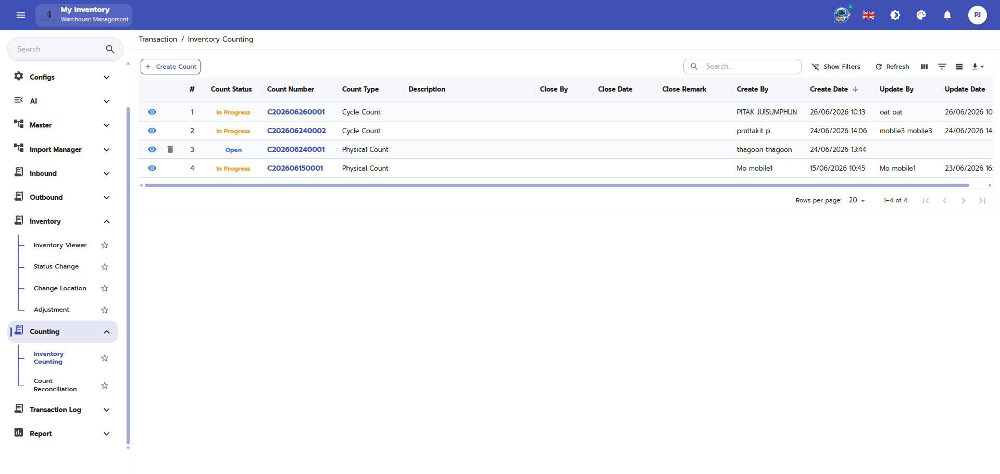 My Inventory
Warehouse Management
PJ
Search
Transaction / Inventory Counting
Create Count
Search...
Show Filters
Refresh
Configs
AI
Master
Import Manager
Inbound
Outbound
Inventory
Inventory Viewer
Status Change
Change Location
Adjustment
Counting
Inventory
Counting
Count
Reconciliation
Transaction Log
Report
# Count Status Count Number Count Type Description Close By Close Date Close Remark Create By Create Date Update By Update Date
1 In Progress C202606260001 Cycle Count PITAK JUISUMPHUN 26/06/2026 10:13 oat oat 26/06/2026 10
2 In Progress C202606240002 Cycle Count prattakit p 24/06/2026 14:06 moblie3 moblie3 24/06/2026 14:
3 Open C202606240001 Physical Count thagoon thagoon 24/06/2026 13:44
4 In Progress C202606150001 Physical Count Mo mobile1 15/06/2026 10:45 Mo mobile1 23/06/2026 16:
Rows per page: 20 1–4 of 4